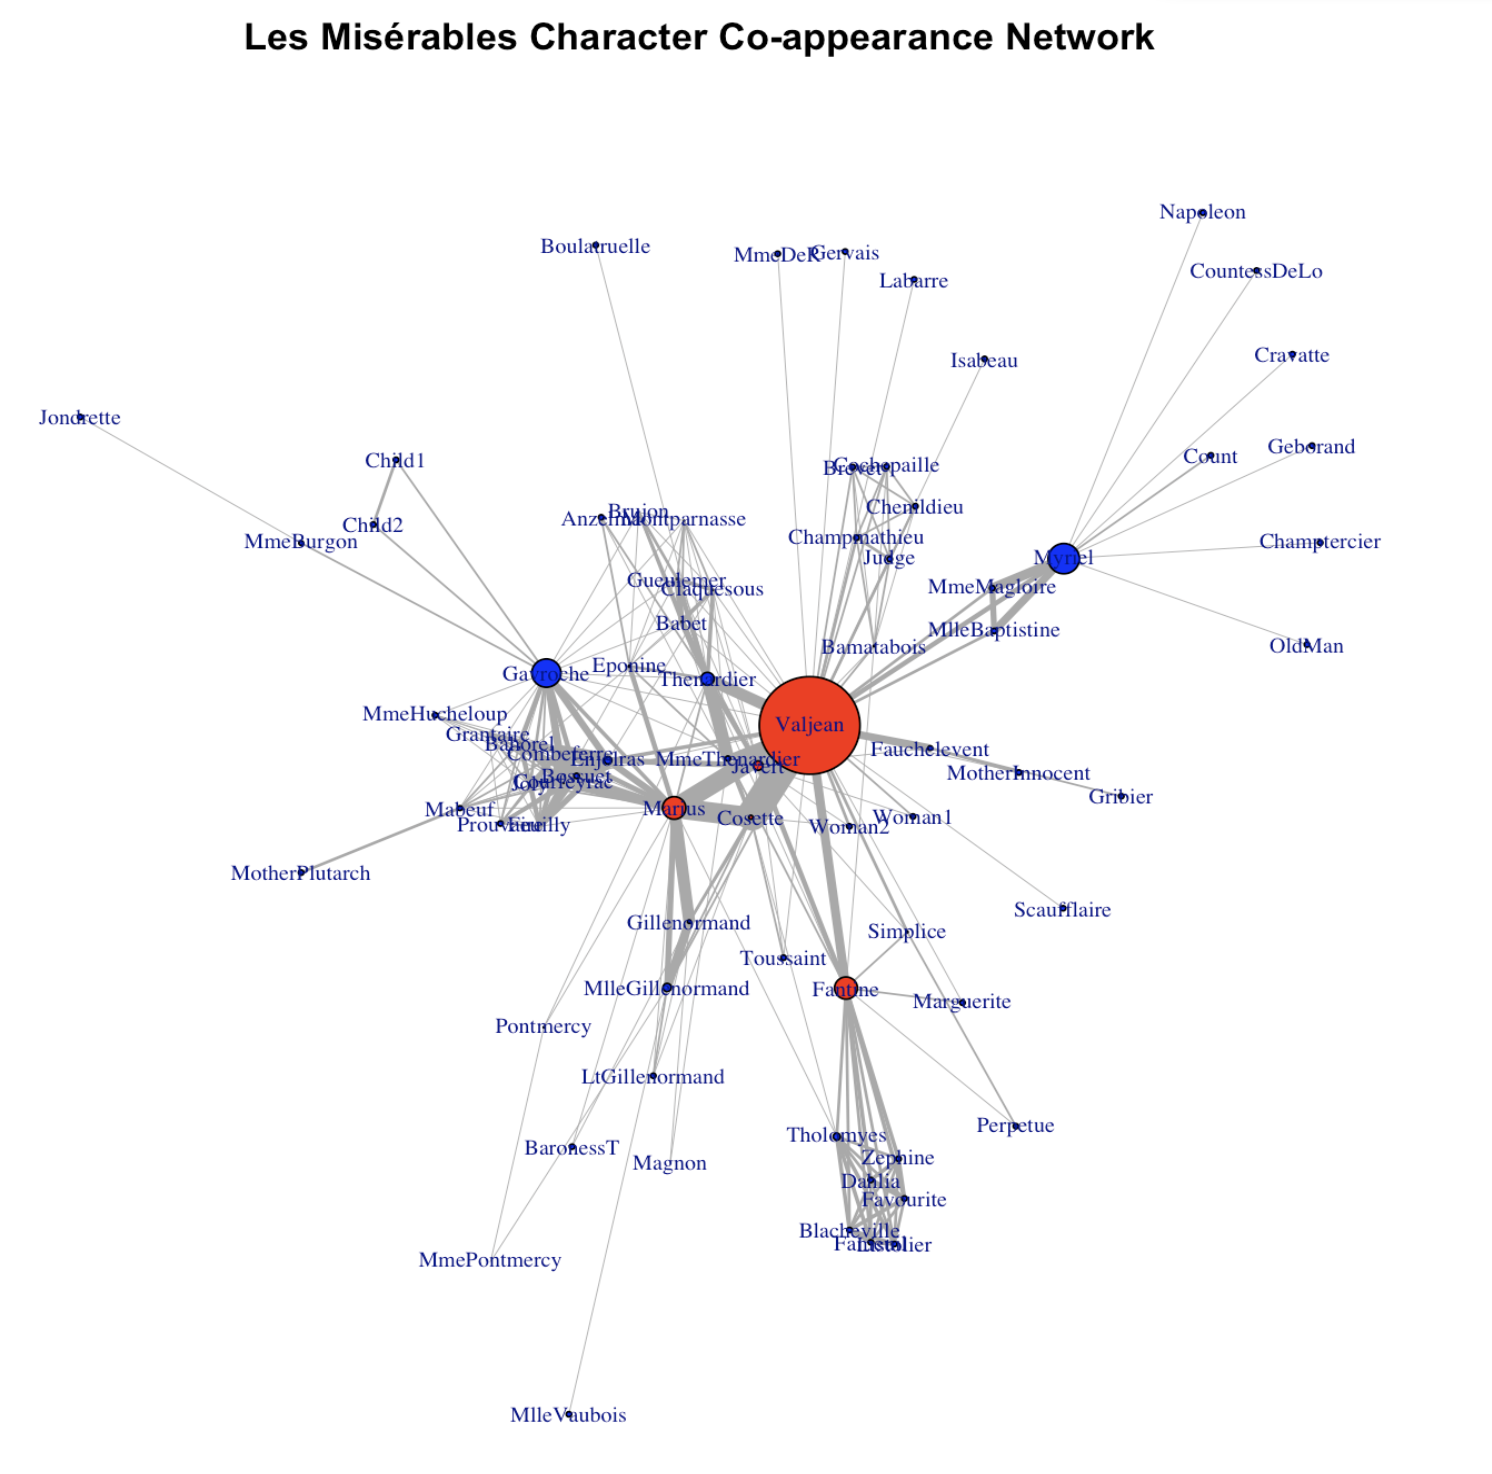 Les Misérables Character Co-appearance Network
Napoleon
Boulatruelle
MmeDeR
Gervais
CountessDeLo
Labarre
Cravatte
Isabeau
Jondrette
Geborand
Child1
Count
Brevet
Cochepaille
Chenildieu
Brujon
Anzelma
Montparnasse
Child2
Champmathieu
MmeBurgon
Champtercier
Judge
Myriel
Gueulemer
MmeMagloire
Claquesous
Babet
MlleBaptistine
Bamatabois
OldMan
Eponine
Gavroche
Thenardier
MmeHucheloup
Valjean
Grantaire
Bahorel
Fauchelevent
Combeferre
Enjolras
MmeThenardier
Javert
MotherInnocent
Bossuet
Courfeyrac
Joly
Gribier
Mabeuf
Marius
Cosette
Woman1
Prouvaire
Feuilly
Woman2
MotherPlutarch
Scaufflaire
Gillenormand
Simplice
Toussaint
MlleGillenormand
Fantine
Marguerite
Pontmercy
LtGillenormand
Perpetue
Tholomyes
BaronessT
Zephine
Magnon
Dahlia
Favourite
Blacheville
Fameuil
Listolier
MmePontmercy
MlleVaubois